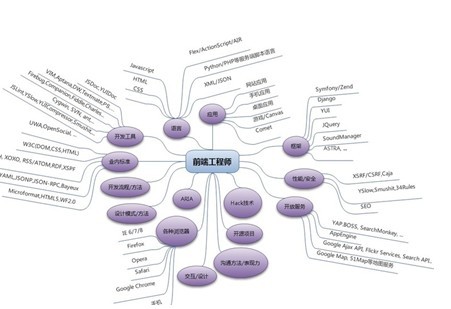 前端工程师
语言
Javascript
HTML
CSS
Flex/ActionScript/AIR
Python/PHP等服务端脚本语言
XML/JSON
应用
网站应用
手机应用
桌面应用
游戏/Canvas
Comet
框架
Symfony/Zend
Django
YUI
JQuery
SoundManager
ASTRA, ...
性能/安全
XSRF/CSRM,Caja
YSlow,Smushit,34Rules
SEO
开放服务
YAP,BOSS, SearchMonkey, ...
AppEngine
Google Ajax API, Flickr Services, Search API,
Google Map, 51Map等地图服务
Hack技术
开源项目
沟通方法/表现力
交互/设计
ARIA
各种浏览器
IE 6/7/8
Firefox
Opera
Safari
Google Chrome
手机
设计模式/方法
开发流程/方法
业内标准
UWA,OpenSocial, ...
W3C(DOM,CSS,HTML)
XOXO, RSS/ATOM,RDF,XSPF
YAML,JSONP,JSON-RPC,Bayeux
Microformat,HTML5,WF2.0
开发工具
JSDoc,YUIDoc
VIM,Aptana,DW,Textmate,PS,
Firebug,Companion,Fiddle,Charles...
Cygwin, SVN, ant...
JSLint,YSlow,YUICompressor,Smushit...